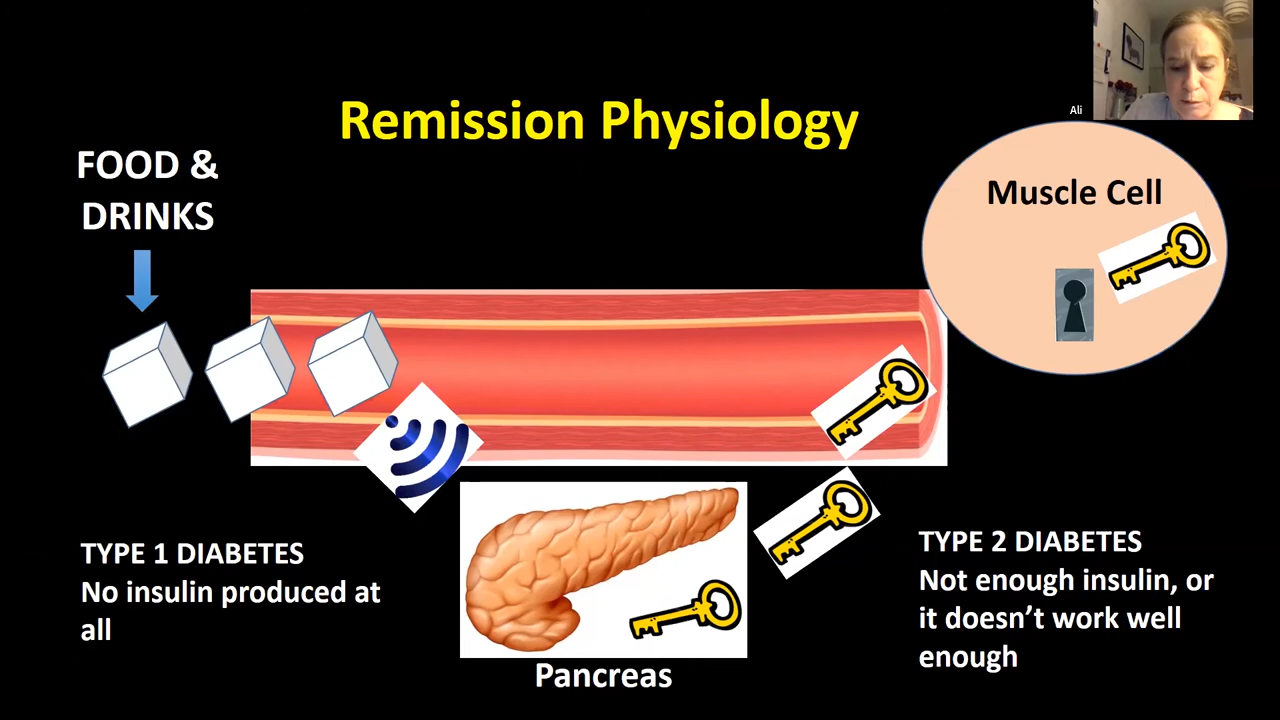 Remission Physiology
Ali
FOOD &
DRINKS
Muscle Cell
TYPE 1 DIABETES
No insulin produced at
all
Pancreas
TYPE 2 DIABETES
Not enough insulin, or
it doesn’t work well
enough